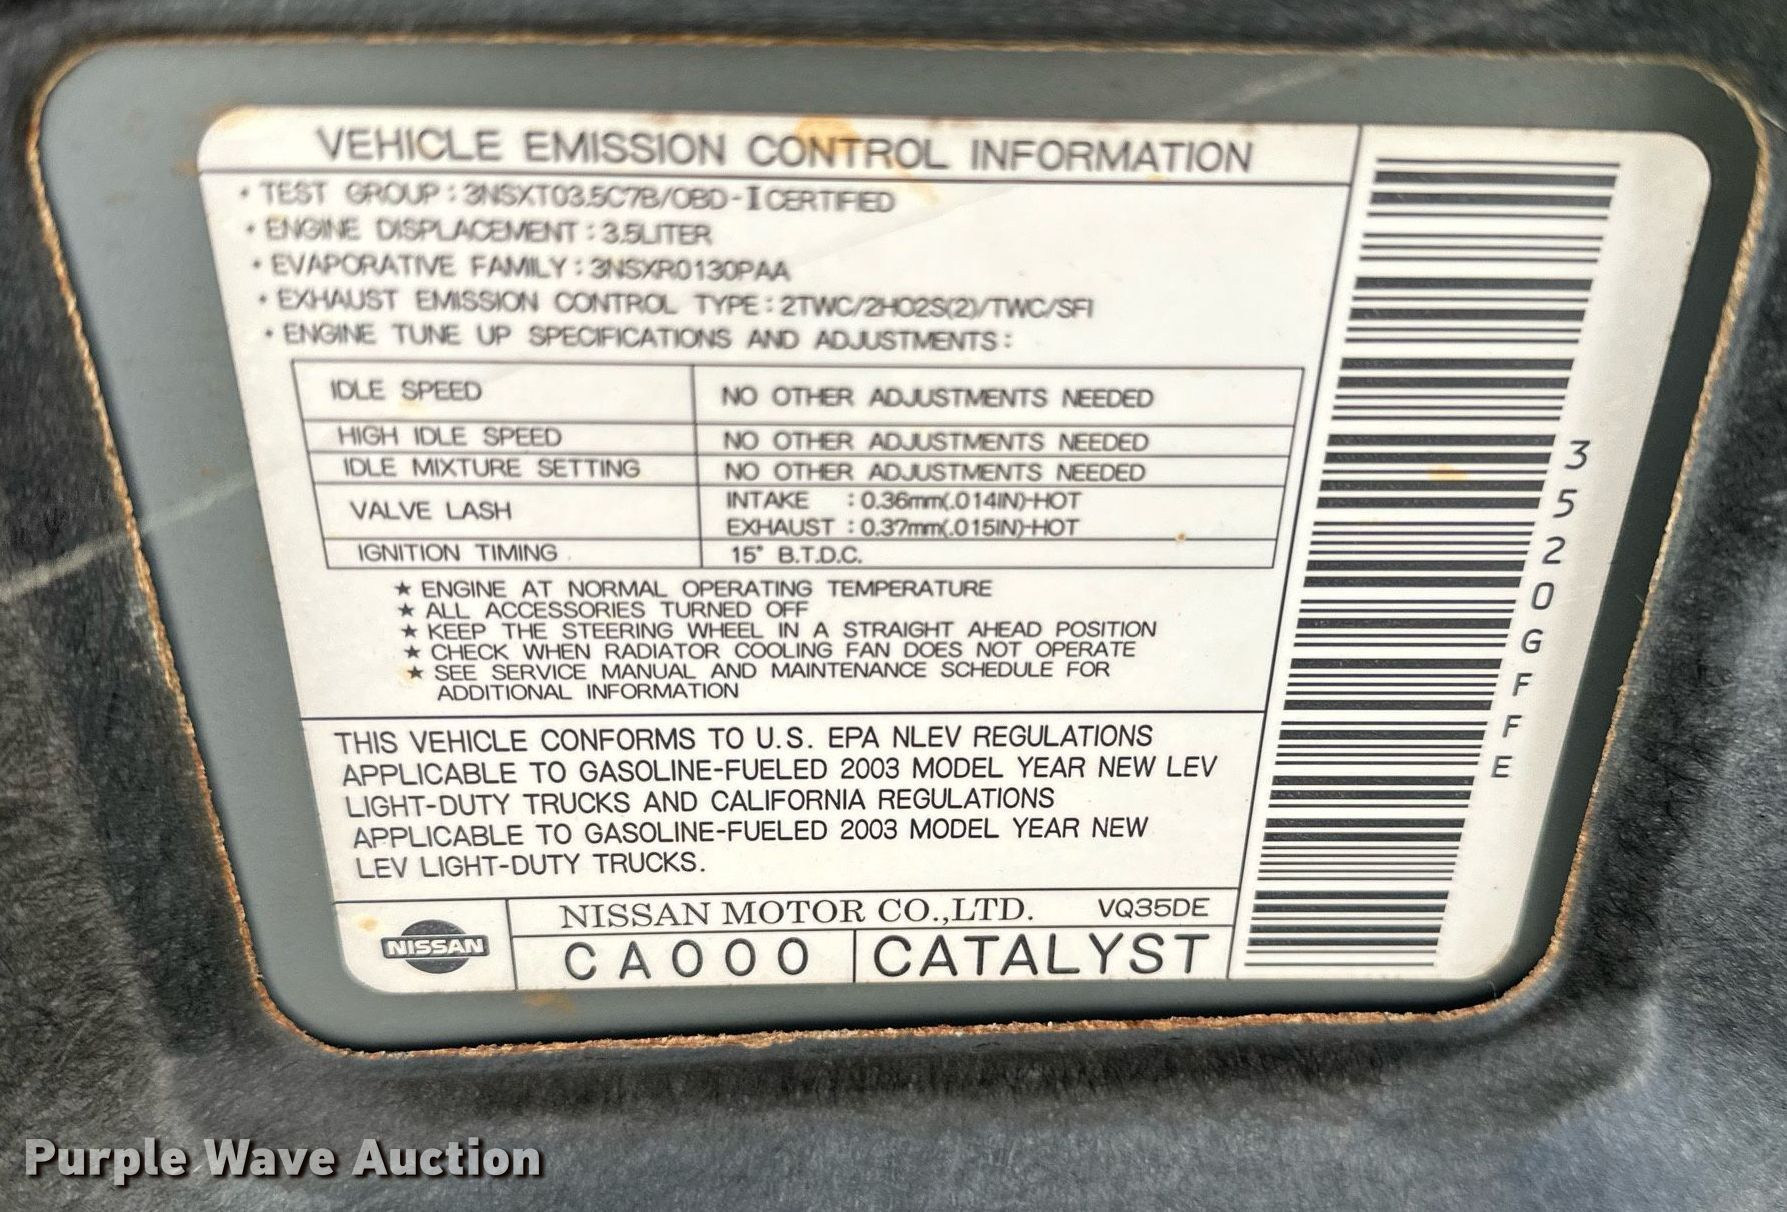 VEHICLE EMISSION CONTROL INFORMATION
• TEST GROUP : 3NSXT03.5C7B/OBD-I CERTIFIED
• ENGINE DISPLACEMENT : 3.5LITER
• EVAPORATIVE FAMILY : 3NSXR0130PAA
• EXHAUST EMISSION CONTROL TYPE : 2TWC/2HO2S(2)/TWC/SFI
• ENGINE TUNE UP SPECIFICATIONS AND ADJUSTMENTS :
IDLE SPEED NO OTHER ADJUSTMENTS NEEDED
HIGH IDLE SPEED NO OTHER ADJUSTMENTS NEEDED
IDLE MIXTURE SETTING NO OTHER ADJUSTMENTS NEEDED
VALVE LASH INTAKE : 0.36mm(.014IN)-HOT
EXHAUST : 0.37mm(.015IN)-HOT
IGNITION TIMING 15° B.T.D.C.
★ ENGINE AT NORMAL OPERATING TEMPERATURE
★ ALL ACCESSORIES TURNED OFF
★ KEEP THE STEERING WHEEL IN A STRAIGHT AHEAD POSITION
★ CHECK WHEN RADIATOR COOLING FAN DOES NOT OPERATE
★ SEE SERVICE MANUAL AND MAINTENANCE SCHEDULE FOR
ADDITIONAL INFORMATION
THIS VEHICLE CONFORMS TO U.S. EPA NLEV REGULATIONS
APPLICABLE TO GASOLINE-FUELED 2003 MODEL YEAR NEW LEV
LIGHT-DUTY TRUCKS AND CALIFORNIA REGULATIONS
APPLICABLE TO GASOLINE-FUELED 2003 MODEL YEAR NEW
LEV LIGHT-DUTY TRUCKS.
NISSAN
NISSAN MOTOR CO.,LTD. VQ35DE
CA000 CATALYST
3520GFFE
Purple Wave Auction